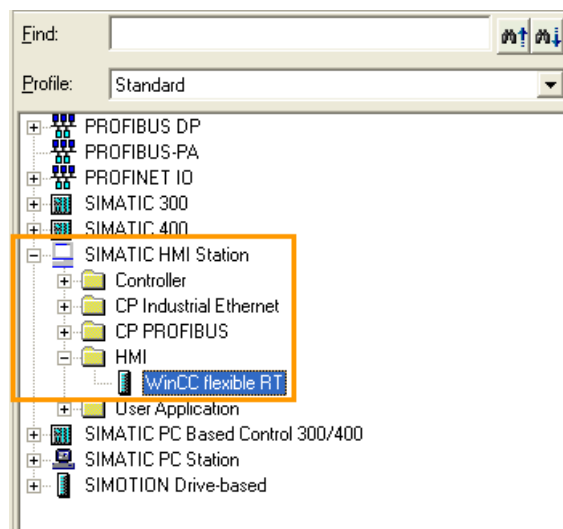 Find:
Profile:
Standard
PROFIBUS DP
PROFIBUS-PA
PROFINET IO
SIMATIC 300
SIMATIC 400
SIMATIC HMI Station
Controller
CP Industrial Ethernet
CP PROFIBUS
HMI
WinCC flexible RT
User Application
SIMATIC PC Based Control 300/400
SIMATIC PC Station
SIMOTION Drive-based